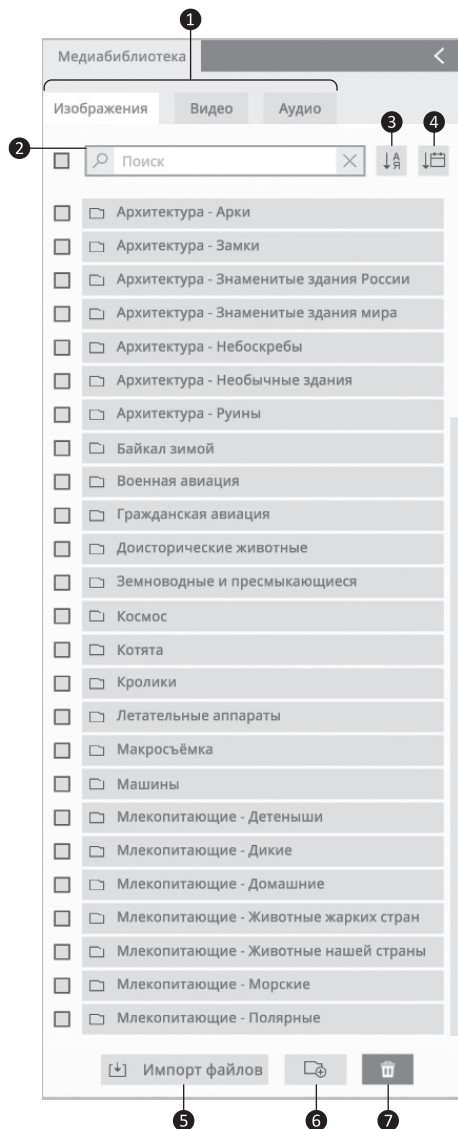 1
Медиабиблиотека
Изображения Видео Аудио
3 4
2 Поиск А Я
Архитектура - Арки
Архитектура - Замки
Архитектура - Знаменитые здания России
Архитектура - Знаменитые здания мира
Архитектура - Небоскребы
Архитектура - Необычные здания
Архитектура - Руины
Байкал зимой
Военная авиация
Гражданская авиация
Доисторические животные
Земноводные и пресмыкающиеся
Космос
Котята
Кролики
Летательные аппараты
Макросъёмка
Машины
Млекопитающие - Детеныши
Млекопитающие - Дикие
Млекопитающие - Домашние
Млекопитающие - Животные жарких стран
Млекопитающие - Животные нашей страны
Млекопитающие - Морские
Млекопитающие - Полярные
Импорт файлов
5 6 7